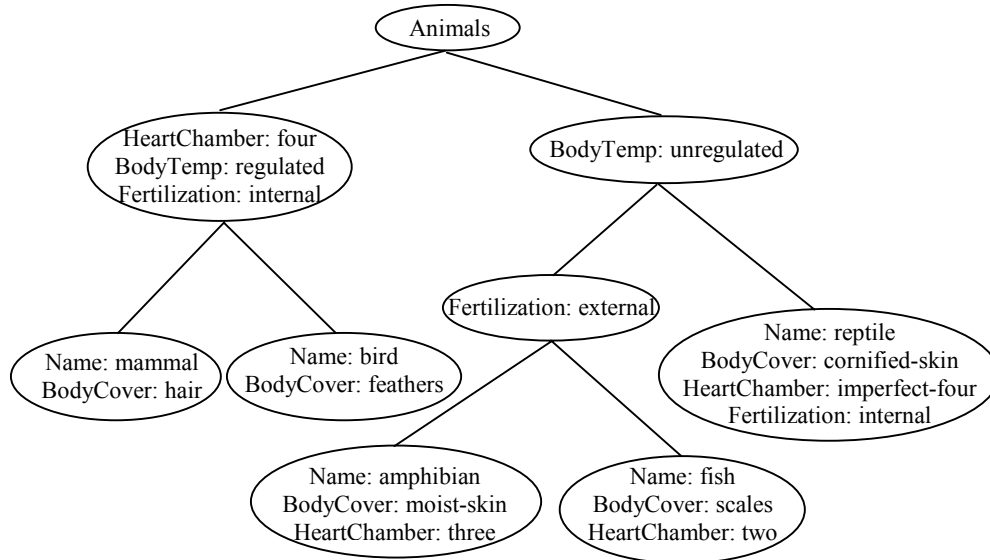 Animals
HeartChamber: four
BodyTemp: regulated
Fertilization: internal
BodyTemp: unregulated
Fertilization: external
Name: mammal
BodyCover: hair
Name: bird
BodyCover: feathers
Name: reptile
BodyCover: cornified-skin
HeartChamber: imperfect-four
Fertilization: internal
Name: amphibian
BodyCover: moist-skin
HeartChamber: three
Name: fish
BodyCover: scales
HeartChamber: two